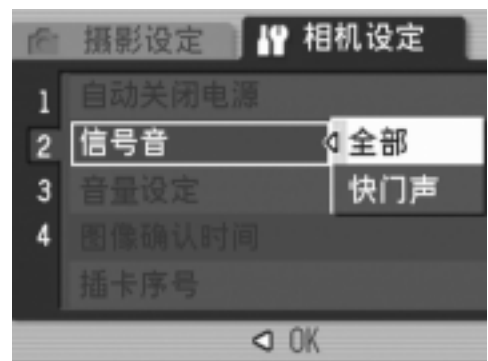 摄影设定 相机设定
1 自动关闭电源
2 信号音 全部
3 音量设定 快门声
4 图像确认时间
插卡序号
OK